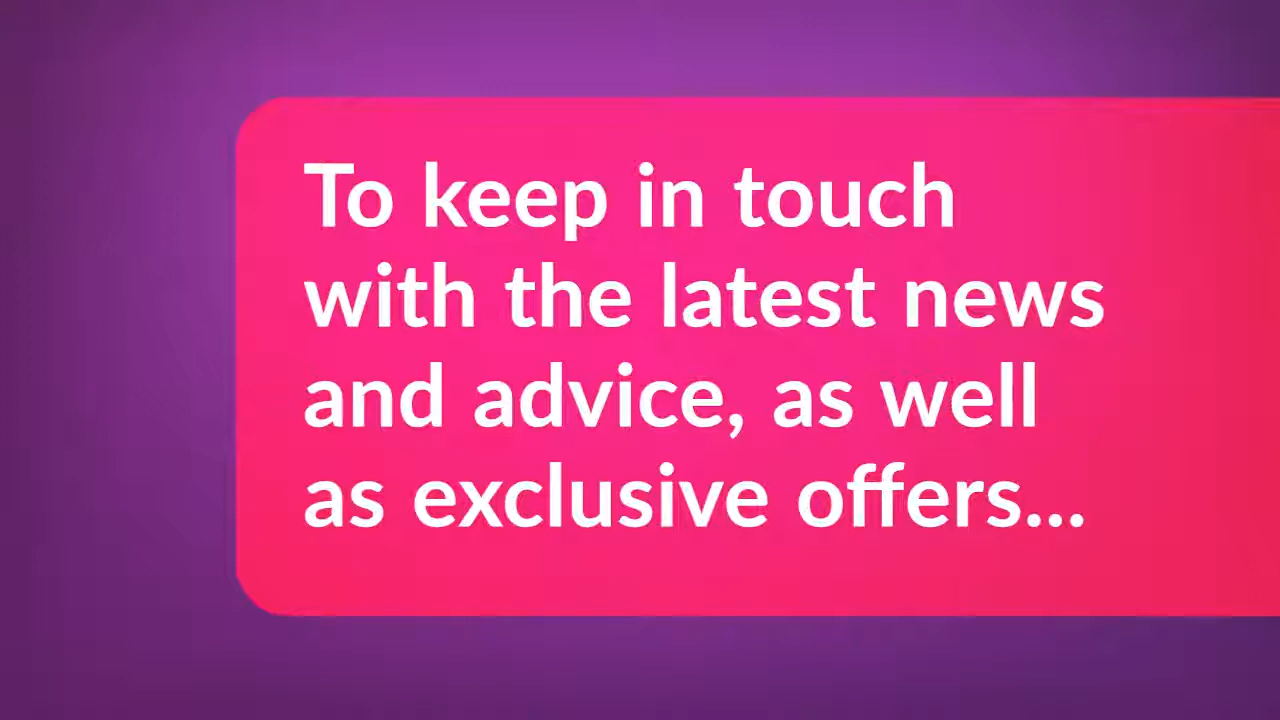 To keep in touch
with the latest news
and advice, as well
as exclusive offers...